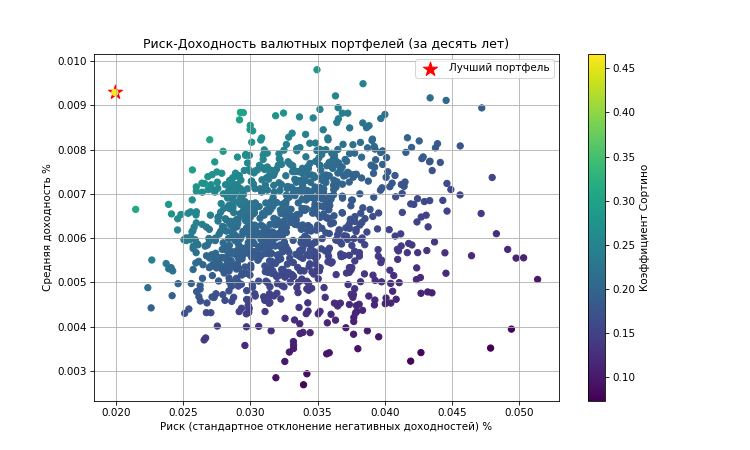 Риск-Доходность валютных портфелей (за десять лет)
Лучший портфель
Средняя доходность %
0.010
0.009
0.008
0.007
0.006
0.005
0.004
0.003
0.020 0.025 0.030 0.035 0.040 0.045 0.050
Риск (стандартное отклонение негативных доходностей) %
0.45
0.40
0.35
0.30
0.25
0.20
0.15
0.10
Коэффициент Сортино